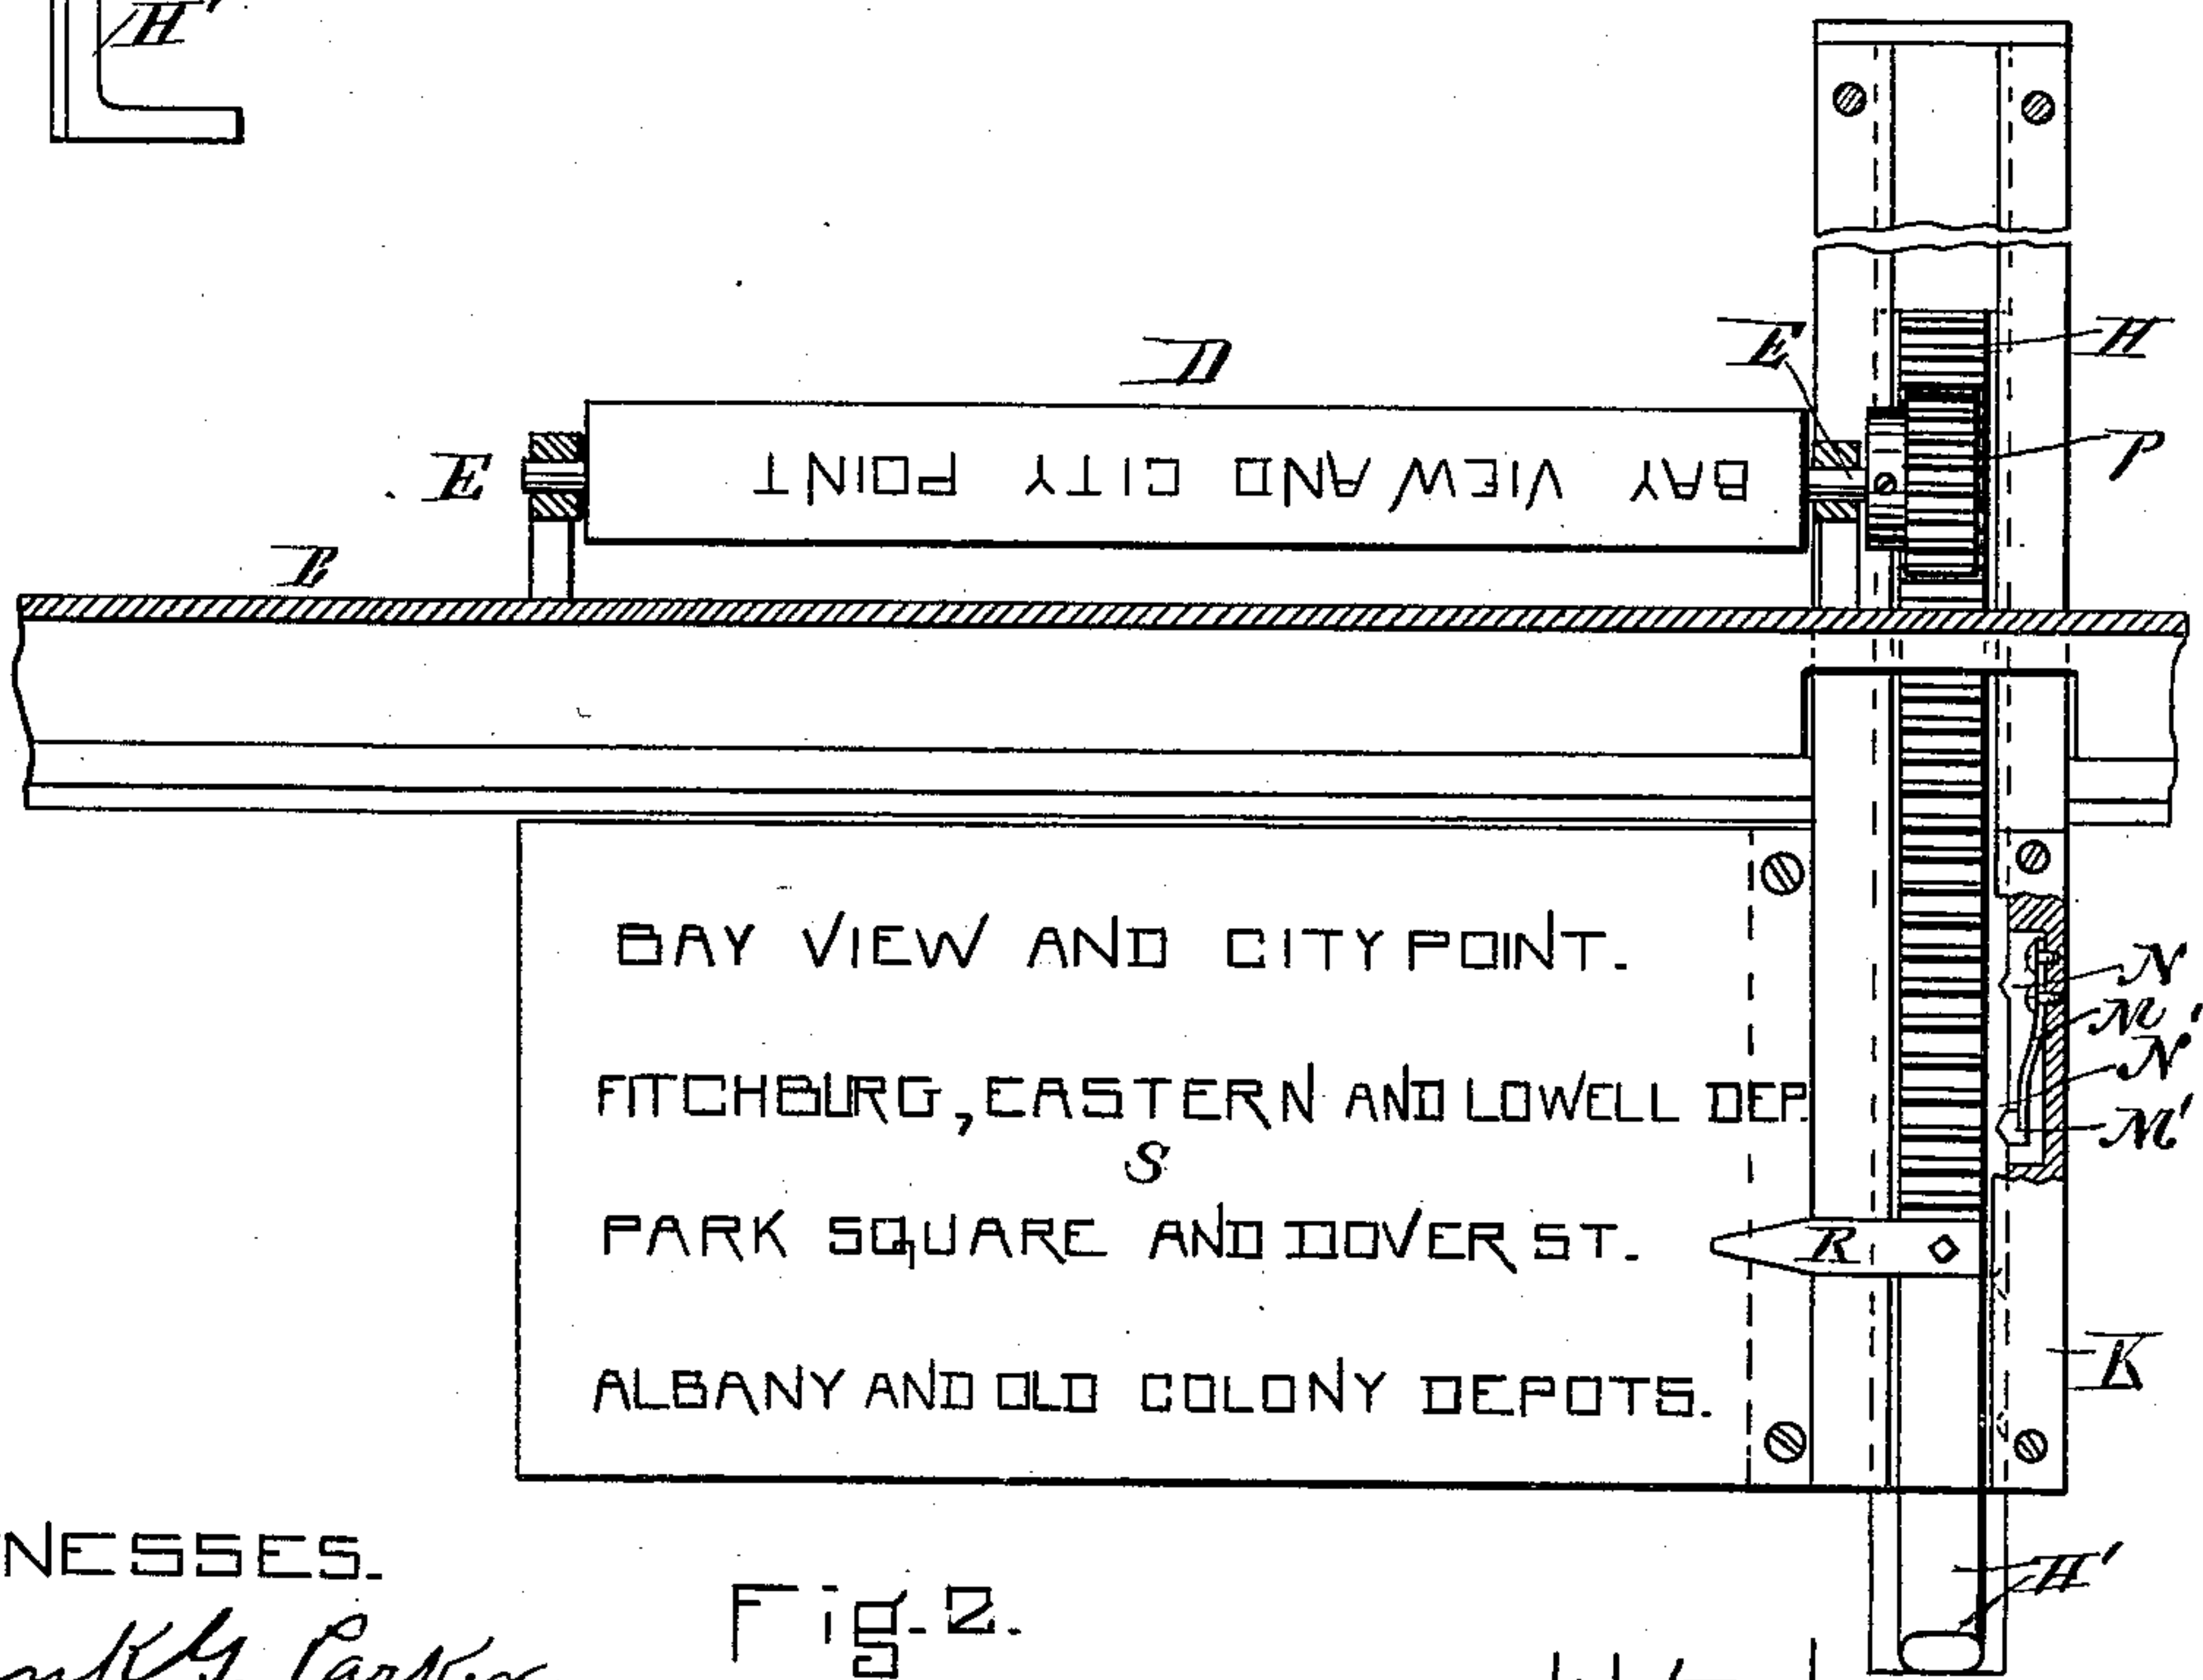 H'
D
E'
H
P
E
BAY VIEW AND CITY POINT
B
BAY VIEW AND CITY POINT.
N
M'
FITCHBURG, EASTERN AND LOWELL DEP.
N'
M'
S
PARK SQUARE AND DOVER ST.
R
K
ALBANY AND OLD COLONY DEPOTS.
NESSES.
H'
Fig. 2.
Parker